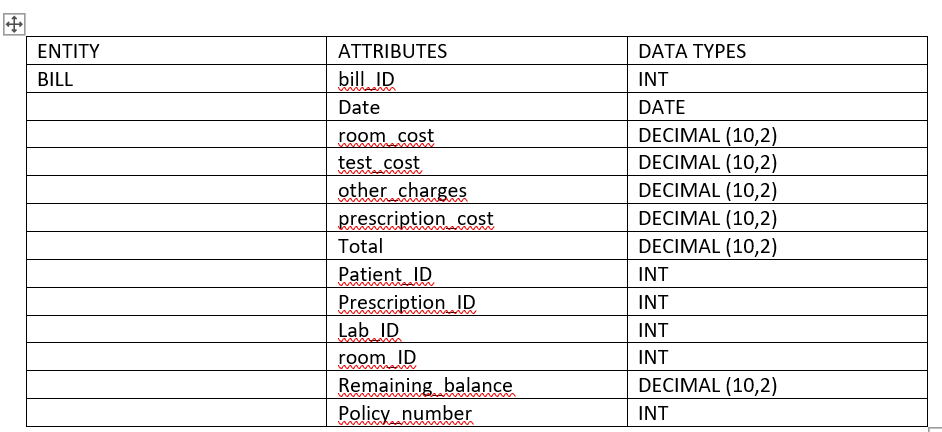 ENTITY ATTRIBUTES DATA TYPES
BILL bill_ID INT
Date DATE
room_cost DECIMAL (10,2)
test_cost DECIMAL (10,2)
other_charges DECIMAL (10,2)
prescription_cost DECIMAL (10,2)
Total DECIMAL (10,2)
Patient_ID INT
Prescription_ID INT
Lab_ID INT
room_ID INT
Remaining_balance DECIMAL (10,2)
Policy_number INT